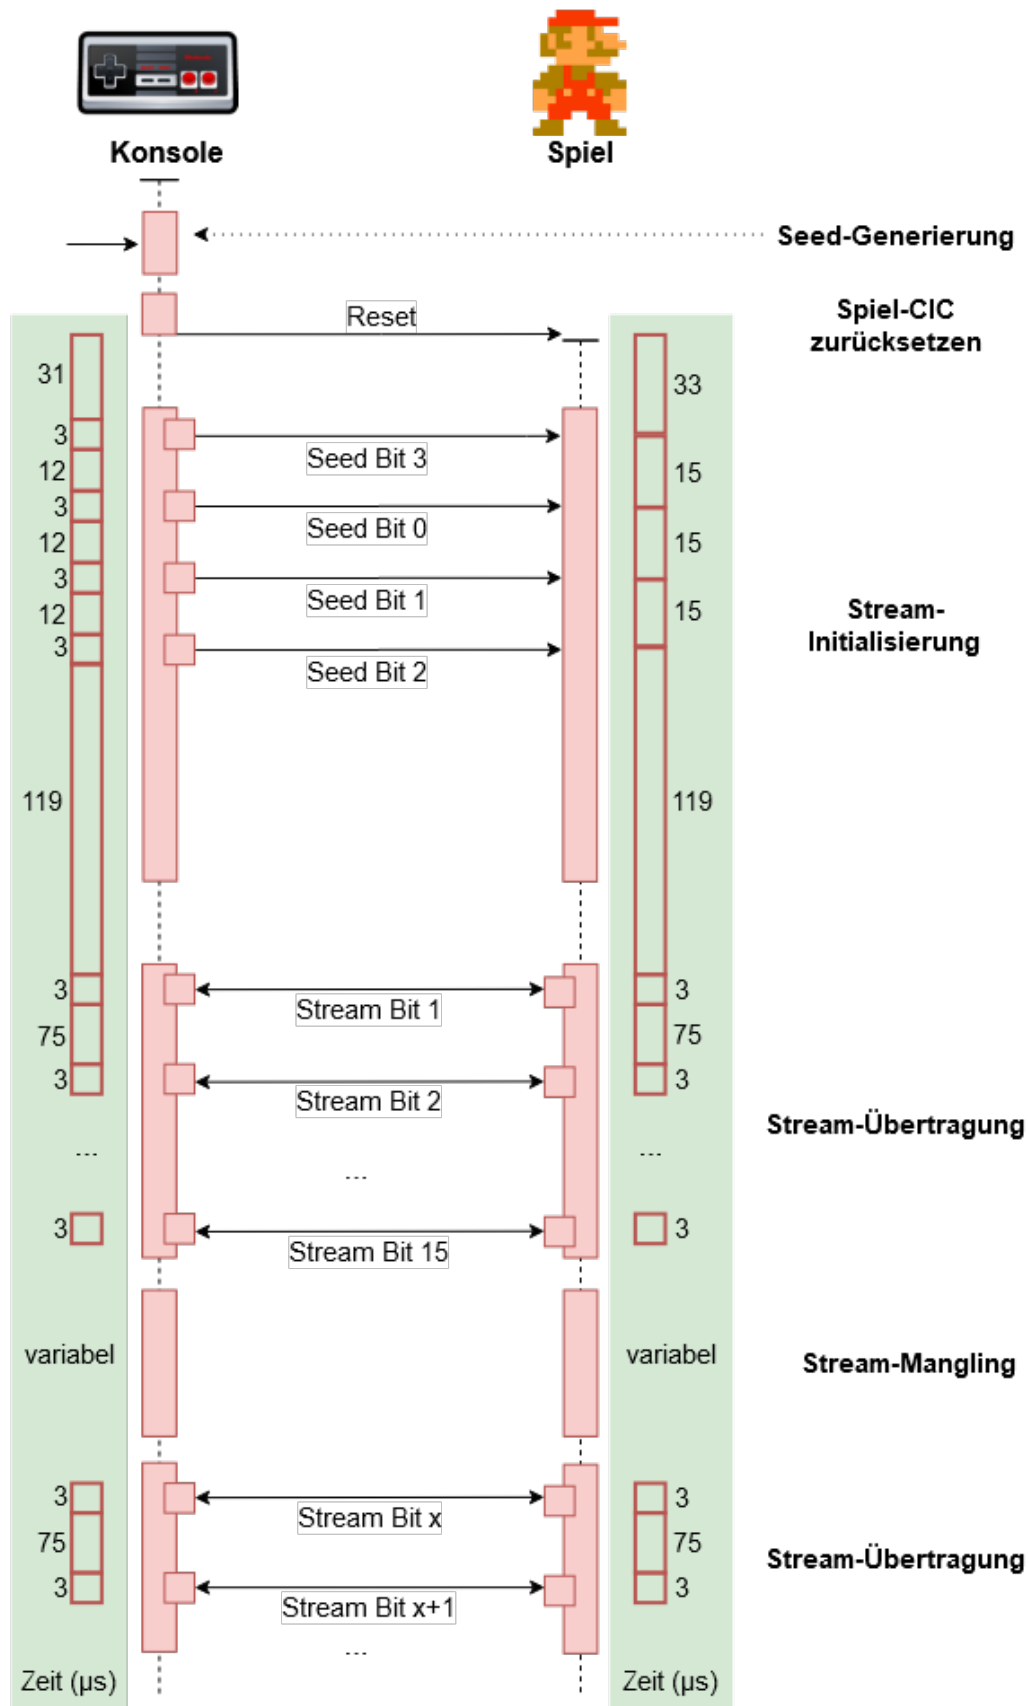 Konsole
Spiel
Seed-Generierung
Reset
Spiel-CIC
zurücksetzen
31
33
3
Seed Bit 3
12
15
3
Seed Bit 0
12
15
3
Seed Bit 1
12
15
3
Seed Bit 2
Stream-
Initialisierung
119
119
3
3
Stream Bit 1
75
75
3
3
Stream Bit 2
Stream-Übertragung
...
...
...
3
3
Stream Bit 15
variabel
variabel
Stream-Mangling
3
3
Stream Bit x
75
75
Stream-Übertragung
3
3
Stream Bit x+1
...
Zeit (µs)
Zeit (µs)